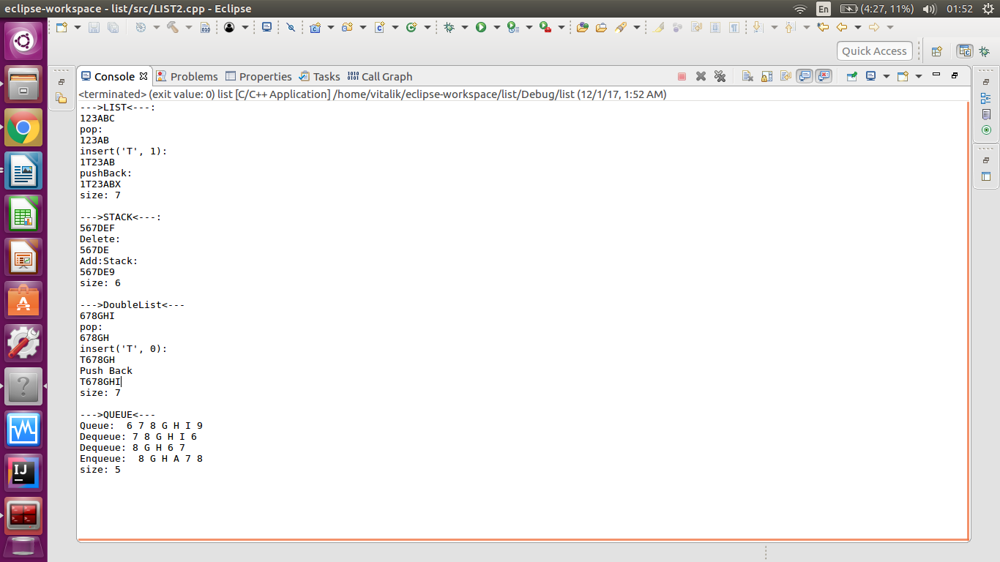 eclipse-workspace - list/src/LIST2.cpp - Eclipse
En
(4:27, 11%)
01:52
010
Quick Access
Console
Problems
Properties
Tasks
1010
0101
Call Graph
<terminated> (exit value: 0) list [C/C++ Application] /home/vitalik/eclipse-workspace/list/Debug/list (12/1/17, 1:52 AM)
--->LIST<---:
123ABC
pop:
123AB
insert('T', 1):
1T23AB
pushBack:
1T23ABX
size: 7
--->STACK<---:
567DEF
Delete:
567DE
Add:Stack:
567DE9
size: 6
--->DoubleList<---
678GHI
pop:
678GH
insert('T', 0):
T678GH
Push Back
T678GHI
size: 7
--->QUEUE<---
Queue:  6 7 8 G H I 9
Dequeue: 7 8 G H I 6
Dequeue: 8 G H 6 7
Enqueue:  8 G H A 7 8
size: 5
IJ